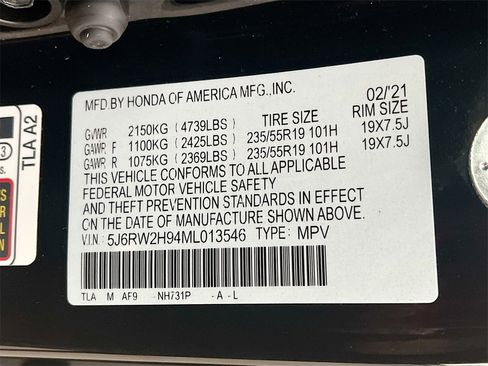 MFD BY HONDA OF AMERICA MFG.,INC. 02/'21
GVWR 2150KG (4739LBS) TIRE SIZE RIM SIZE
GAWR F 1100KG (2425LBS) 235/55R19 101H 19X7.5J
GAWR R 1075KG (2369LBS) 235/55R19 101H 19X7.5J
THIS VEHICLE CONFORMS TO ALL APPLICABLE
FEDERAL MOTOR VEHICLE SAFETY
AND THEFT PREVENTION STANDARDS IN EFFECT
ON THE DATE OF MANUFACTURE SHOWN ABOVE.
V I N: 5J6RW2H94ML013546 TYPE: MPV
TLA M AF9 -NH731P -A -L
TLA A2
3